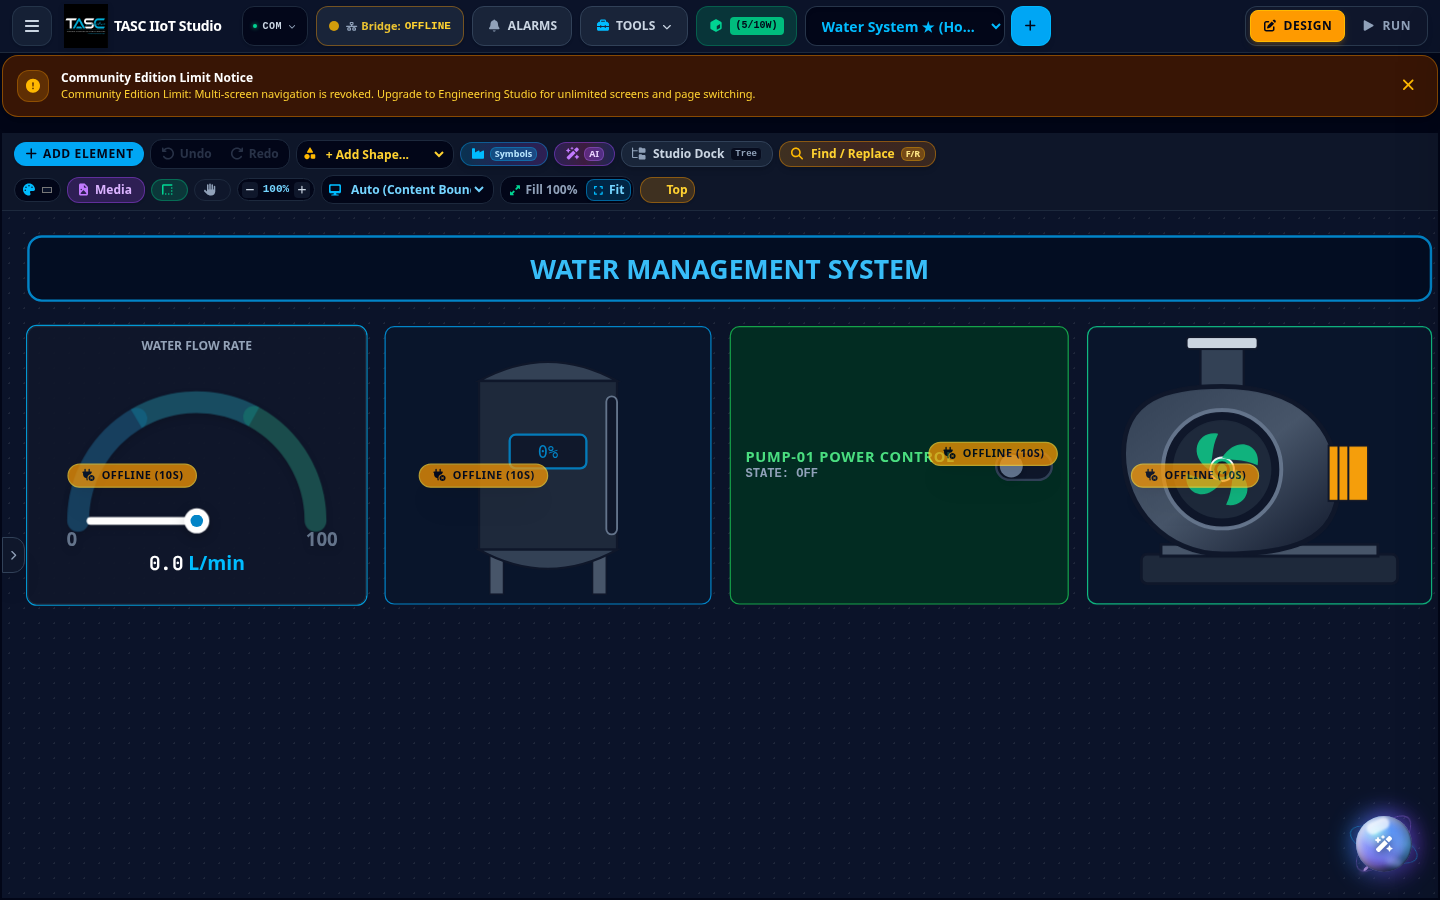 TASC
TASC IIoT Studio
COM
Bridge: OFFLINE
ALARMS
TOOLS
(5/10W)
Water System ★ (Ho...
+
DESIGN
RUN
Community Edition Limit Notice
Community Edition Limit: Multi-screen navigation is revoked. Upgrade to Engineering Studio for unlimited screens and page switching.
+ ADD ELEMENT
Undo
Redo
+ Add Shape...
Symbols
AI
Studio Dock
Tree
Find / Replace
F/R
Media
− 100% +
Auto (Content Boun
Fill 100%
Fit
Top
WATER MANAGEMENT SYSTEM
WATER FLOW RATE
OFFLINE (10S)
0
100
0.0 L/min
0%
OFFLINE (10S)
PUMP-01 POWER CONTROL
OFFLINE (10S)
STATE: OFF
OFFLINE (10S)